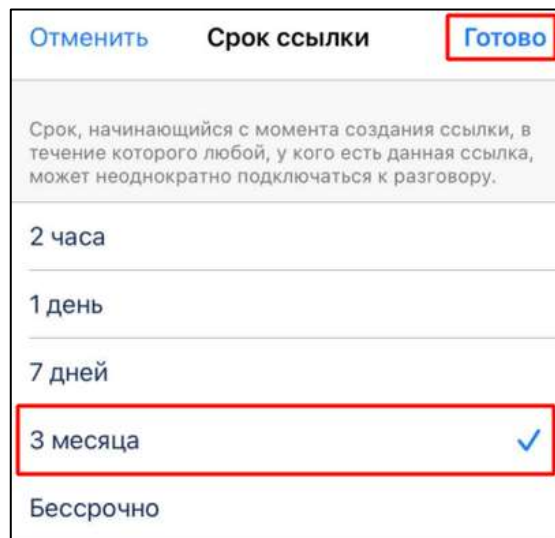 Отменить Срок ссылки Готово
Срок, начинающийся с момента создания ссылки, в
течение которого любой, у кого есть данная ссылка,
может неоднократно подключаться к разговору.
2 часа
1 день
7 дней
3 месяца
Бессрочно